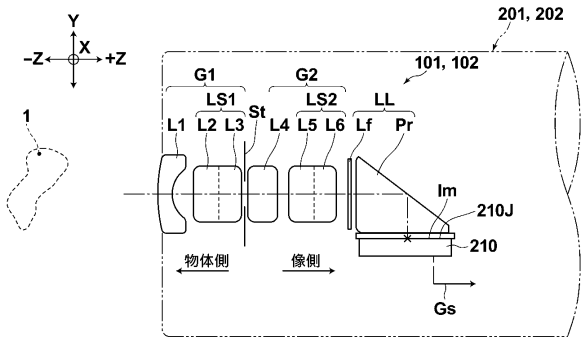 Y
201, 202
X
−Z
+Z
101, 102
G1
G2
LS1
St
LS2
LL
1
L1
L2
L3
L4
L5
L6
Lf
Pr
Im
210J
210
物体側
像側
Gs